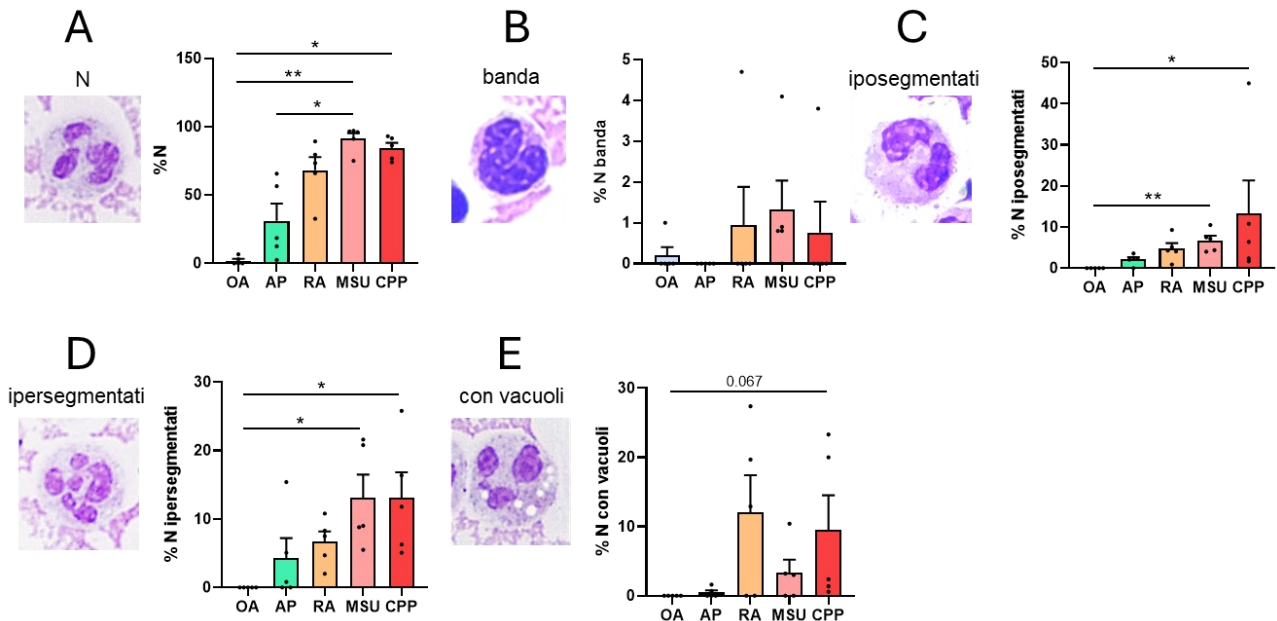 A
N
%N
150
100
50
0
*
**
*
OA AP RA MSU CPP
B
banda
% N banda
5
4
3
2
1
0
OA AP RA MSU CPP
C
iposegmentati
% N iposegmentati
50
40
30
20
10
0
*
**
OA AP RA MSU CPP
D
ipersegmentati
% N ipersegmentati
30
20
10
0
*
*
OA AP RA MSU CPP
E
con vacuoli
% N con vacuoli
30
20
10
0
0.067
OA AP RA MSU CPP